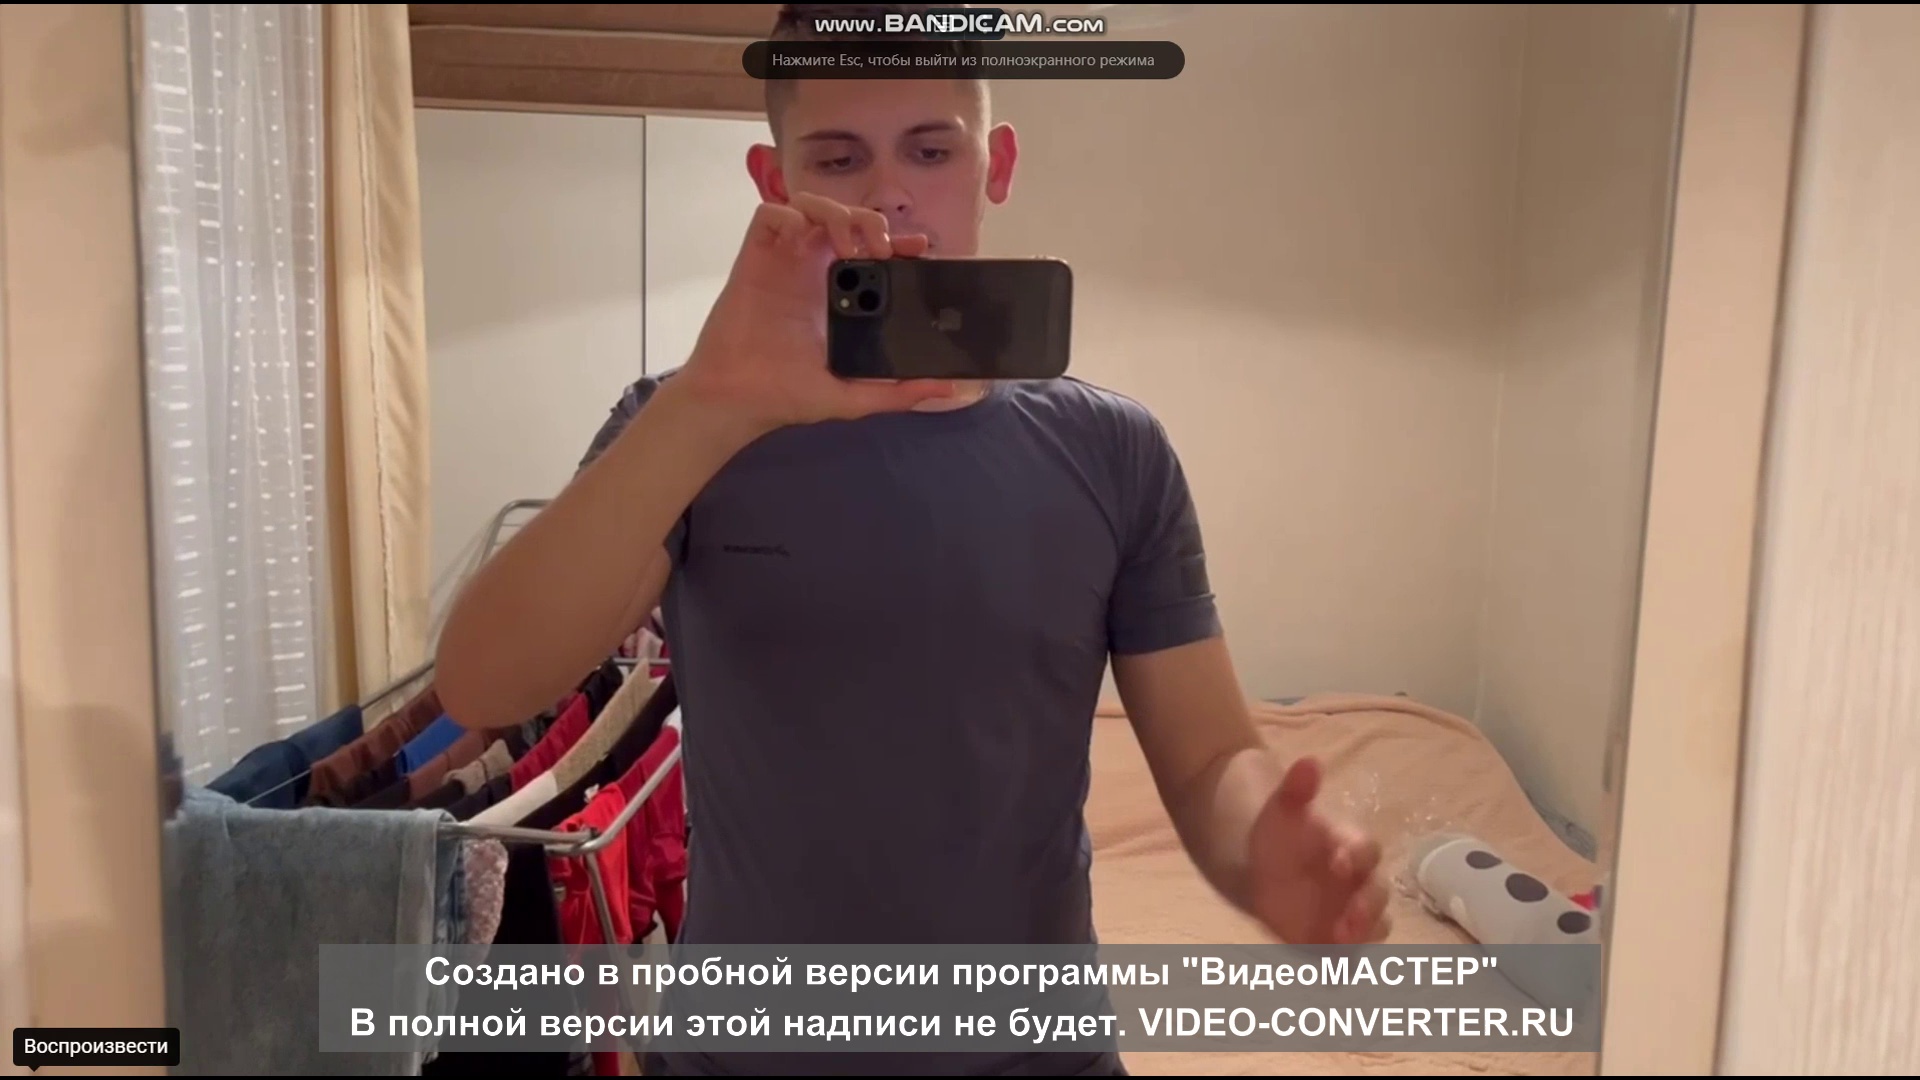 www.BANDICAM.com
Нажмите Esc, чтобы выйти из полноэкранного режима
Создано в пробной версии программы "ВидеоМАСТЕР"
В полной версии этой надписи не будет. VIDEO-CONVERTER.RU
Воспроизвести